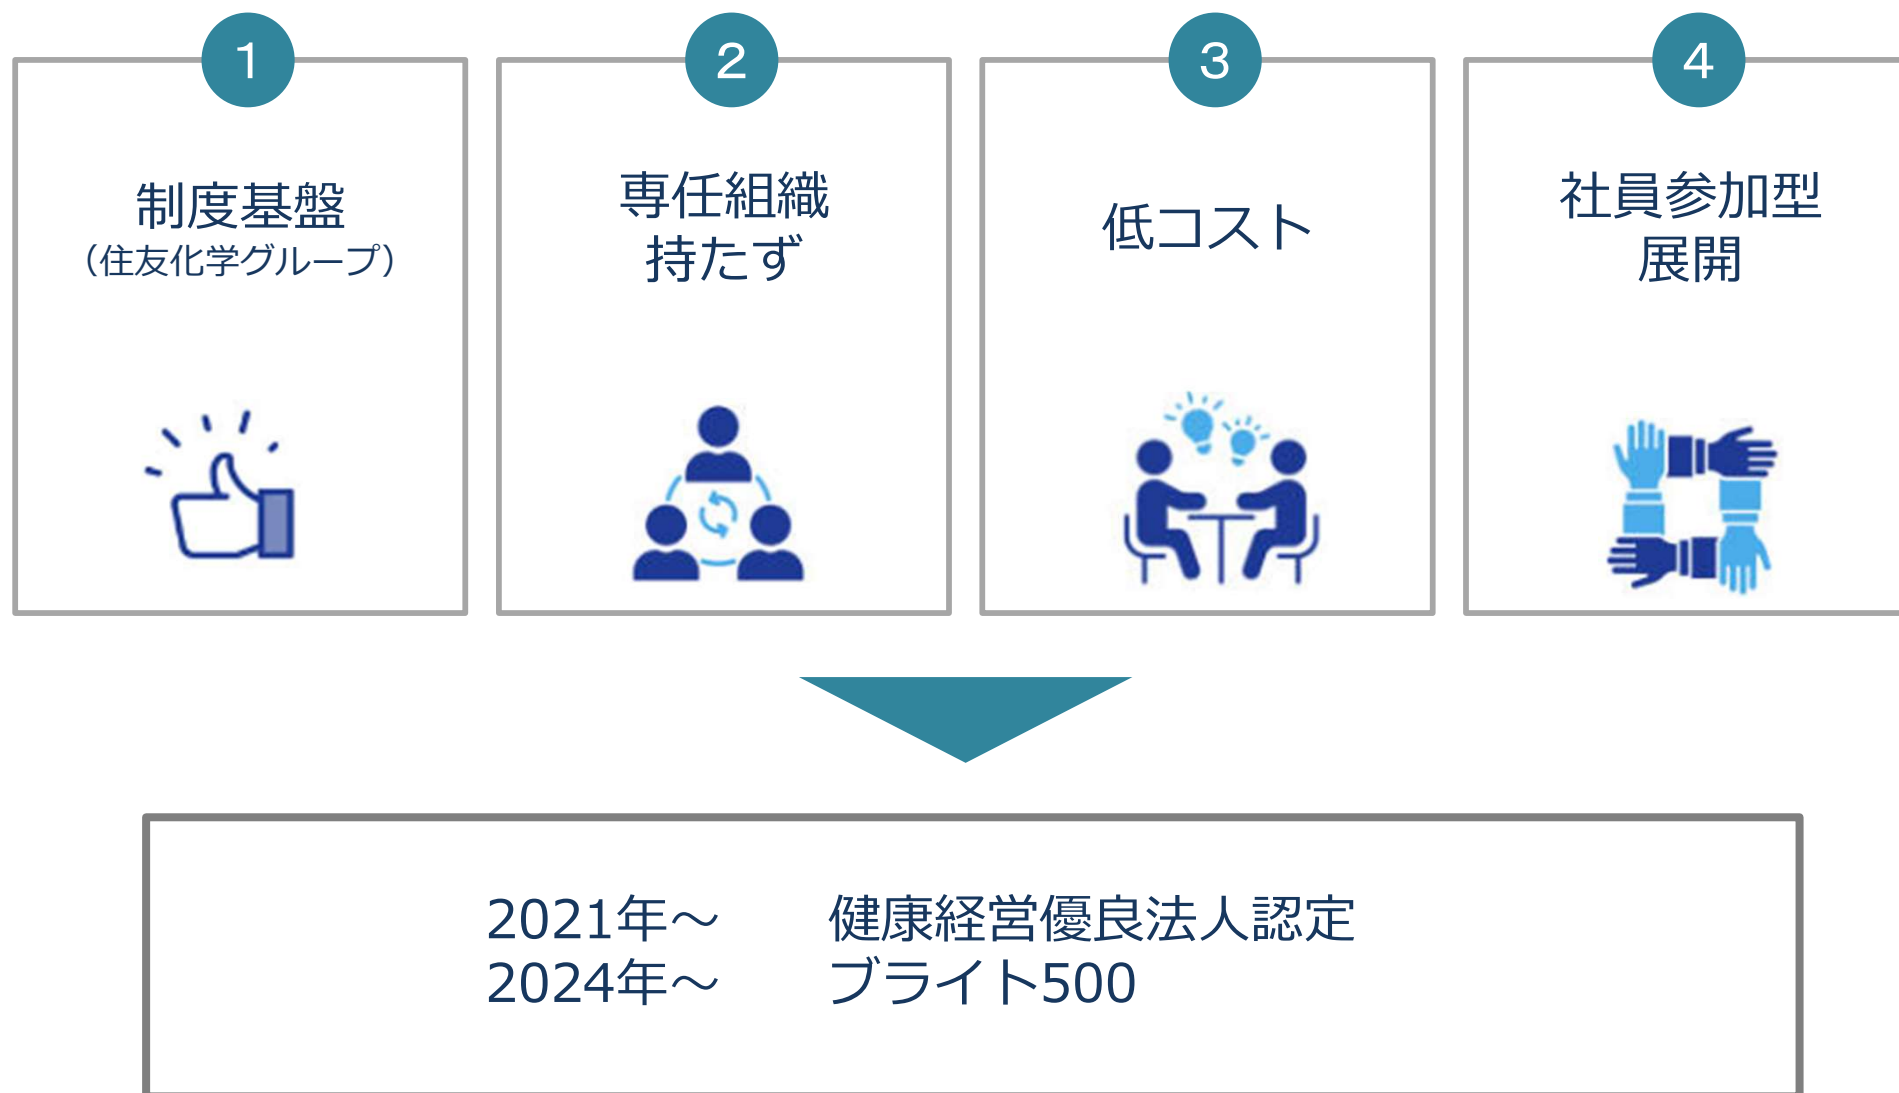 1
制度基盤
（住友化学グループ）
2
専任組織
持たず
3
低コスト
4
社員参加型
展開
2021年～ 健康経営優良法人認定
2024年～ ブライト500